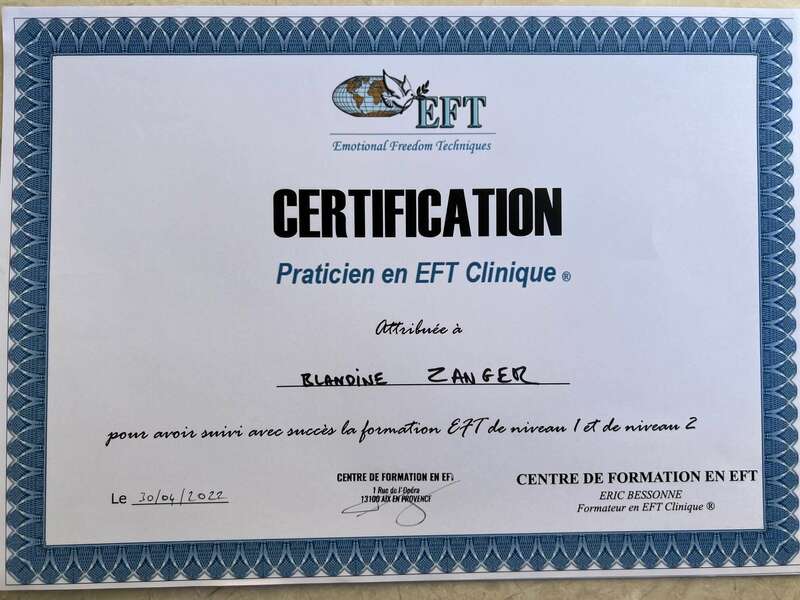 EFT
Emotional Freedom Techniques
CERTIFICATION
Praticien en EFT Clinique ®
Attribuée à
BLANDINE ZANGER
pour avoir suivi avec succès la formation EFT de niveau 1 et de niveau 2
Le 30/04/2022
CENTRE DE FORMATION EN EFT
1 Rue de l'Opéra
13100 AIX EN PROVENCE
CENTRE DE FORMATION EN EFT
ERIC BESSONNE
Formateur en EFT Clinique ®